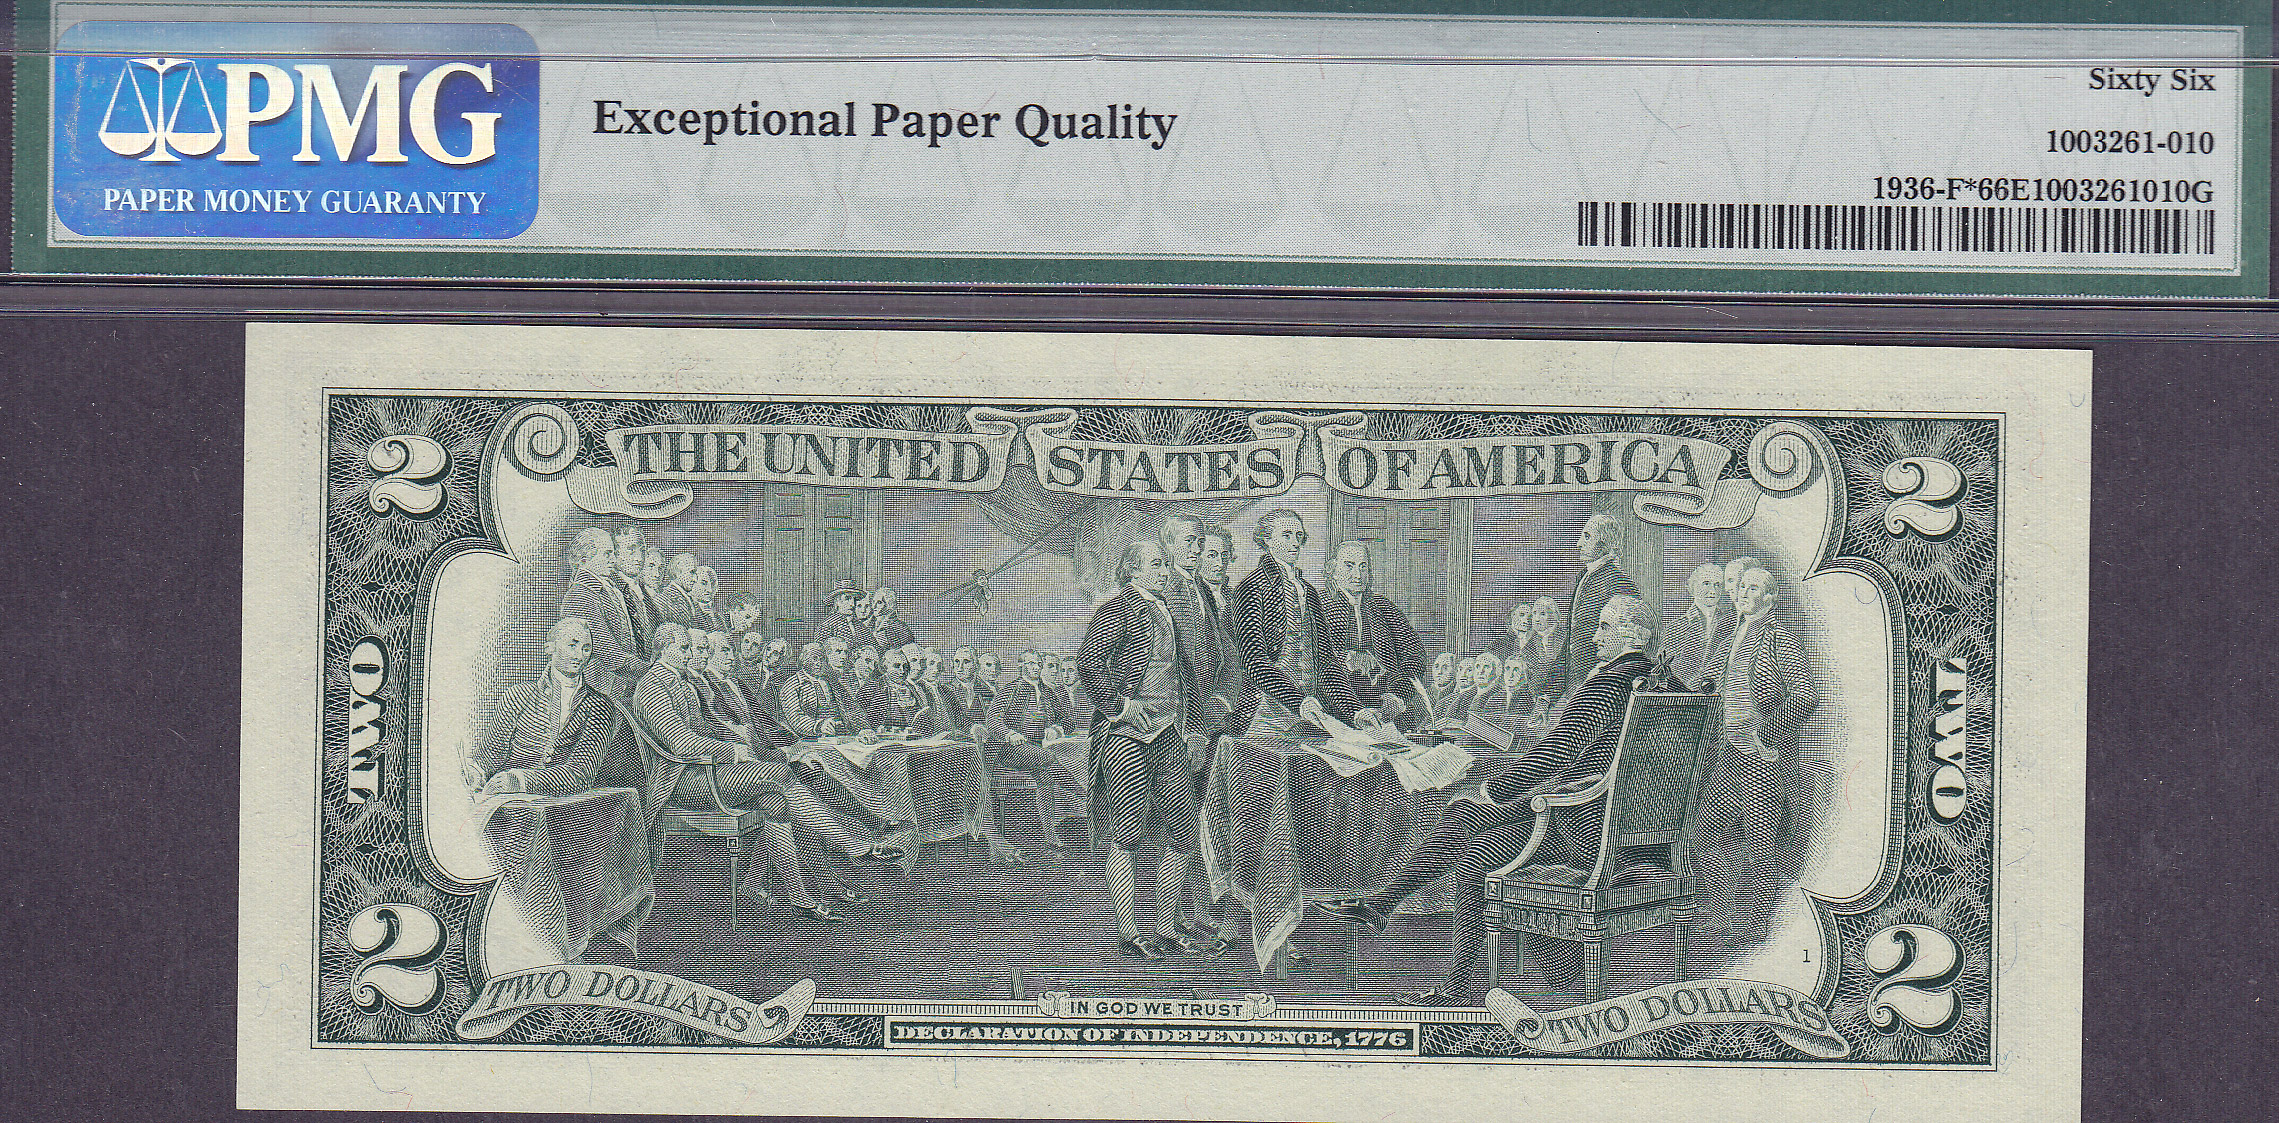 PMG
PAPER MONEY GUARANTY
Exceptional Paper Quality
Sixty Six
1003261-010
1936-F*66E1003261010G
THE UNITED STATES OF AMERICA
2
2
TWO
TWO
1
2
2
TWO DOLLARS
IN GOD WE TRUST
TWO DOLLARS
DECLARATION OF INDEPENDENCE, 1776